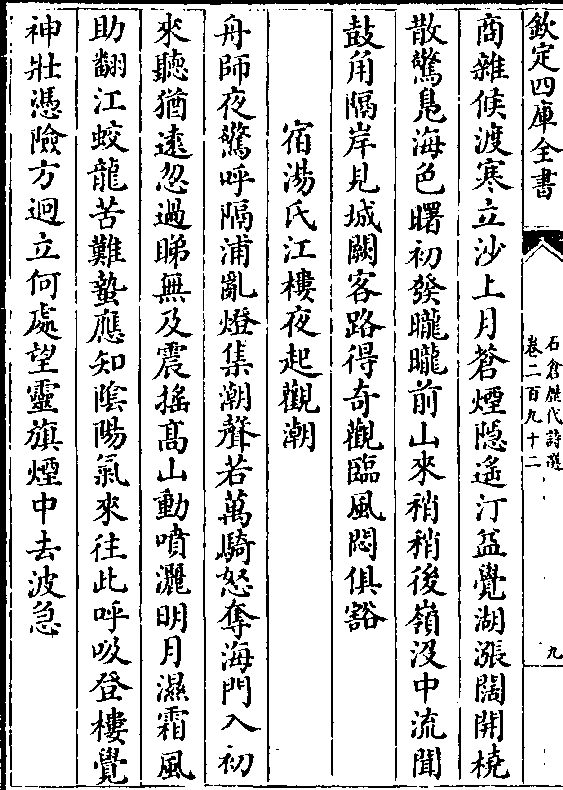 欽定四庫全書
石倉歷代詩選
卷二百九十二
九
商雜候渡寒立沙上月蒼煙隱遥汀益覺湖漲闊開橈
散驚鳧海色曙初發曨曨前山來稍稍後嶺没中流聞
鼓角隔岸見城闕客路得奇觀臨風悶俱豁
宿湯氏江樓夜起觀潮
舟師夜驚呼隔浦亂燈集潮聲若萬騎怒奪海門入初
來聽猶逺忽過睇無及震摇髙山動噴灑明月濕霜風
助翻江蛟龍苦難蟄應知陰陽氣來往此呼吸登樓覺
神壯憑險方迥立何處望靈旗煙中去波急